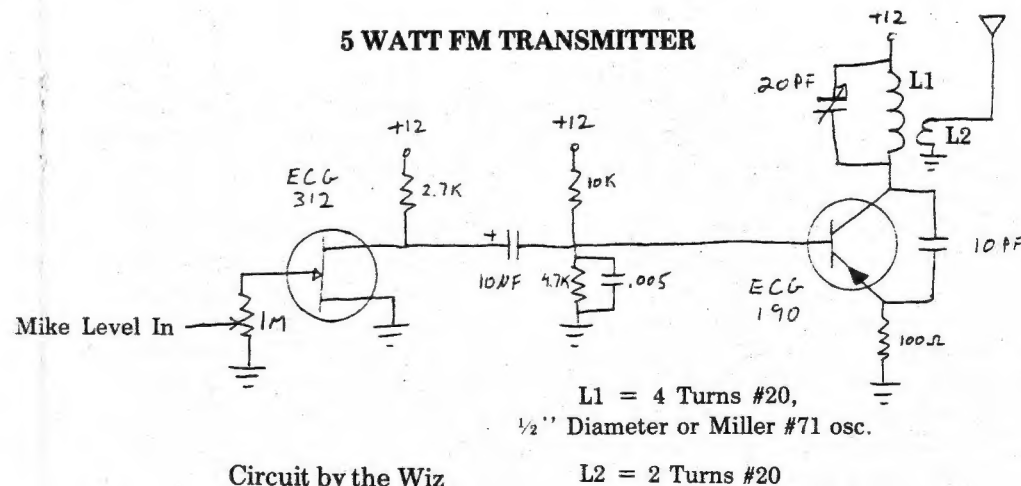 5 WATT FM TRANSMITTER
+12
20PF
L1
L2
+12
+12
ECG
312
2.7K
10K
+
10NF
4.7K
.005
10PF
ECG
190
Mike Level In
1M
100Ω
L1 = 4 Turns #20,
½'' Diameter or Miller #71 osc.
Circuit by the Wiz
L2 = 2 Turns #20